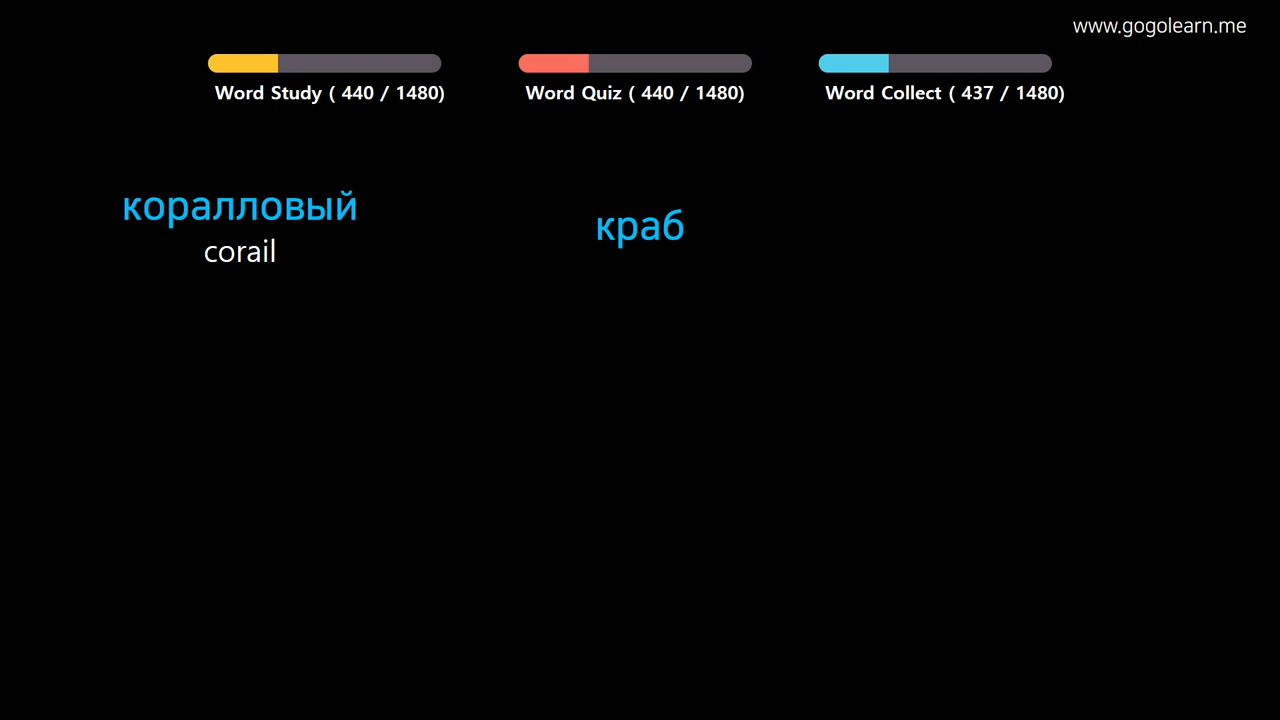 www.gogolearn.me
Word Study ( 440 / 1480)
Word Quiz ( 440 / 1480)
Word Collect ( 437 / 1480)
коралловый
corail
краб